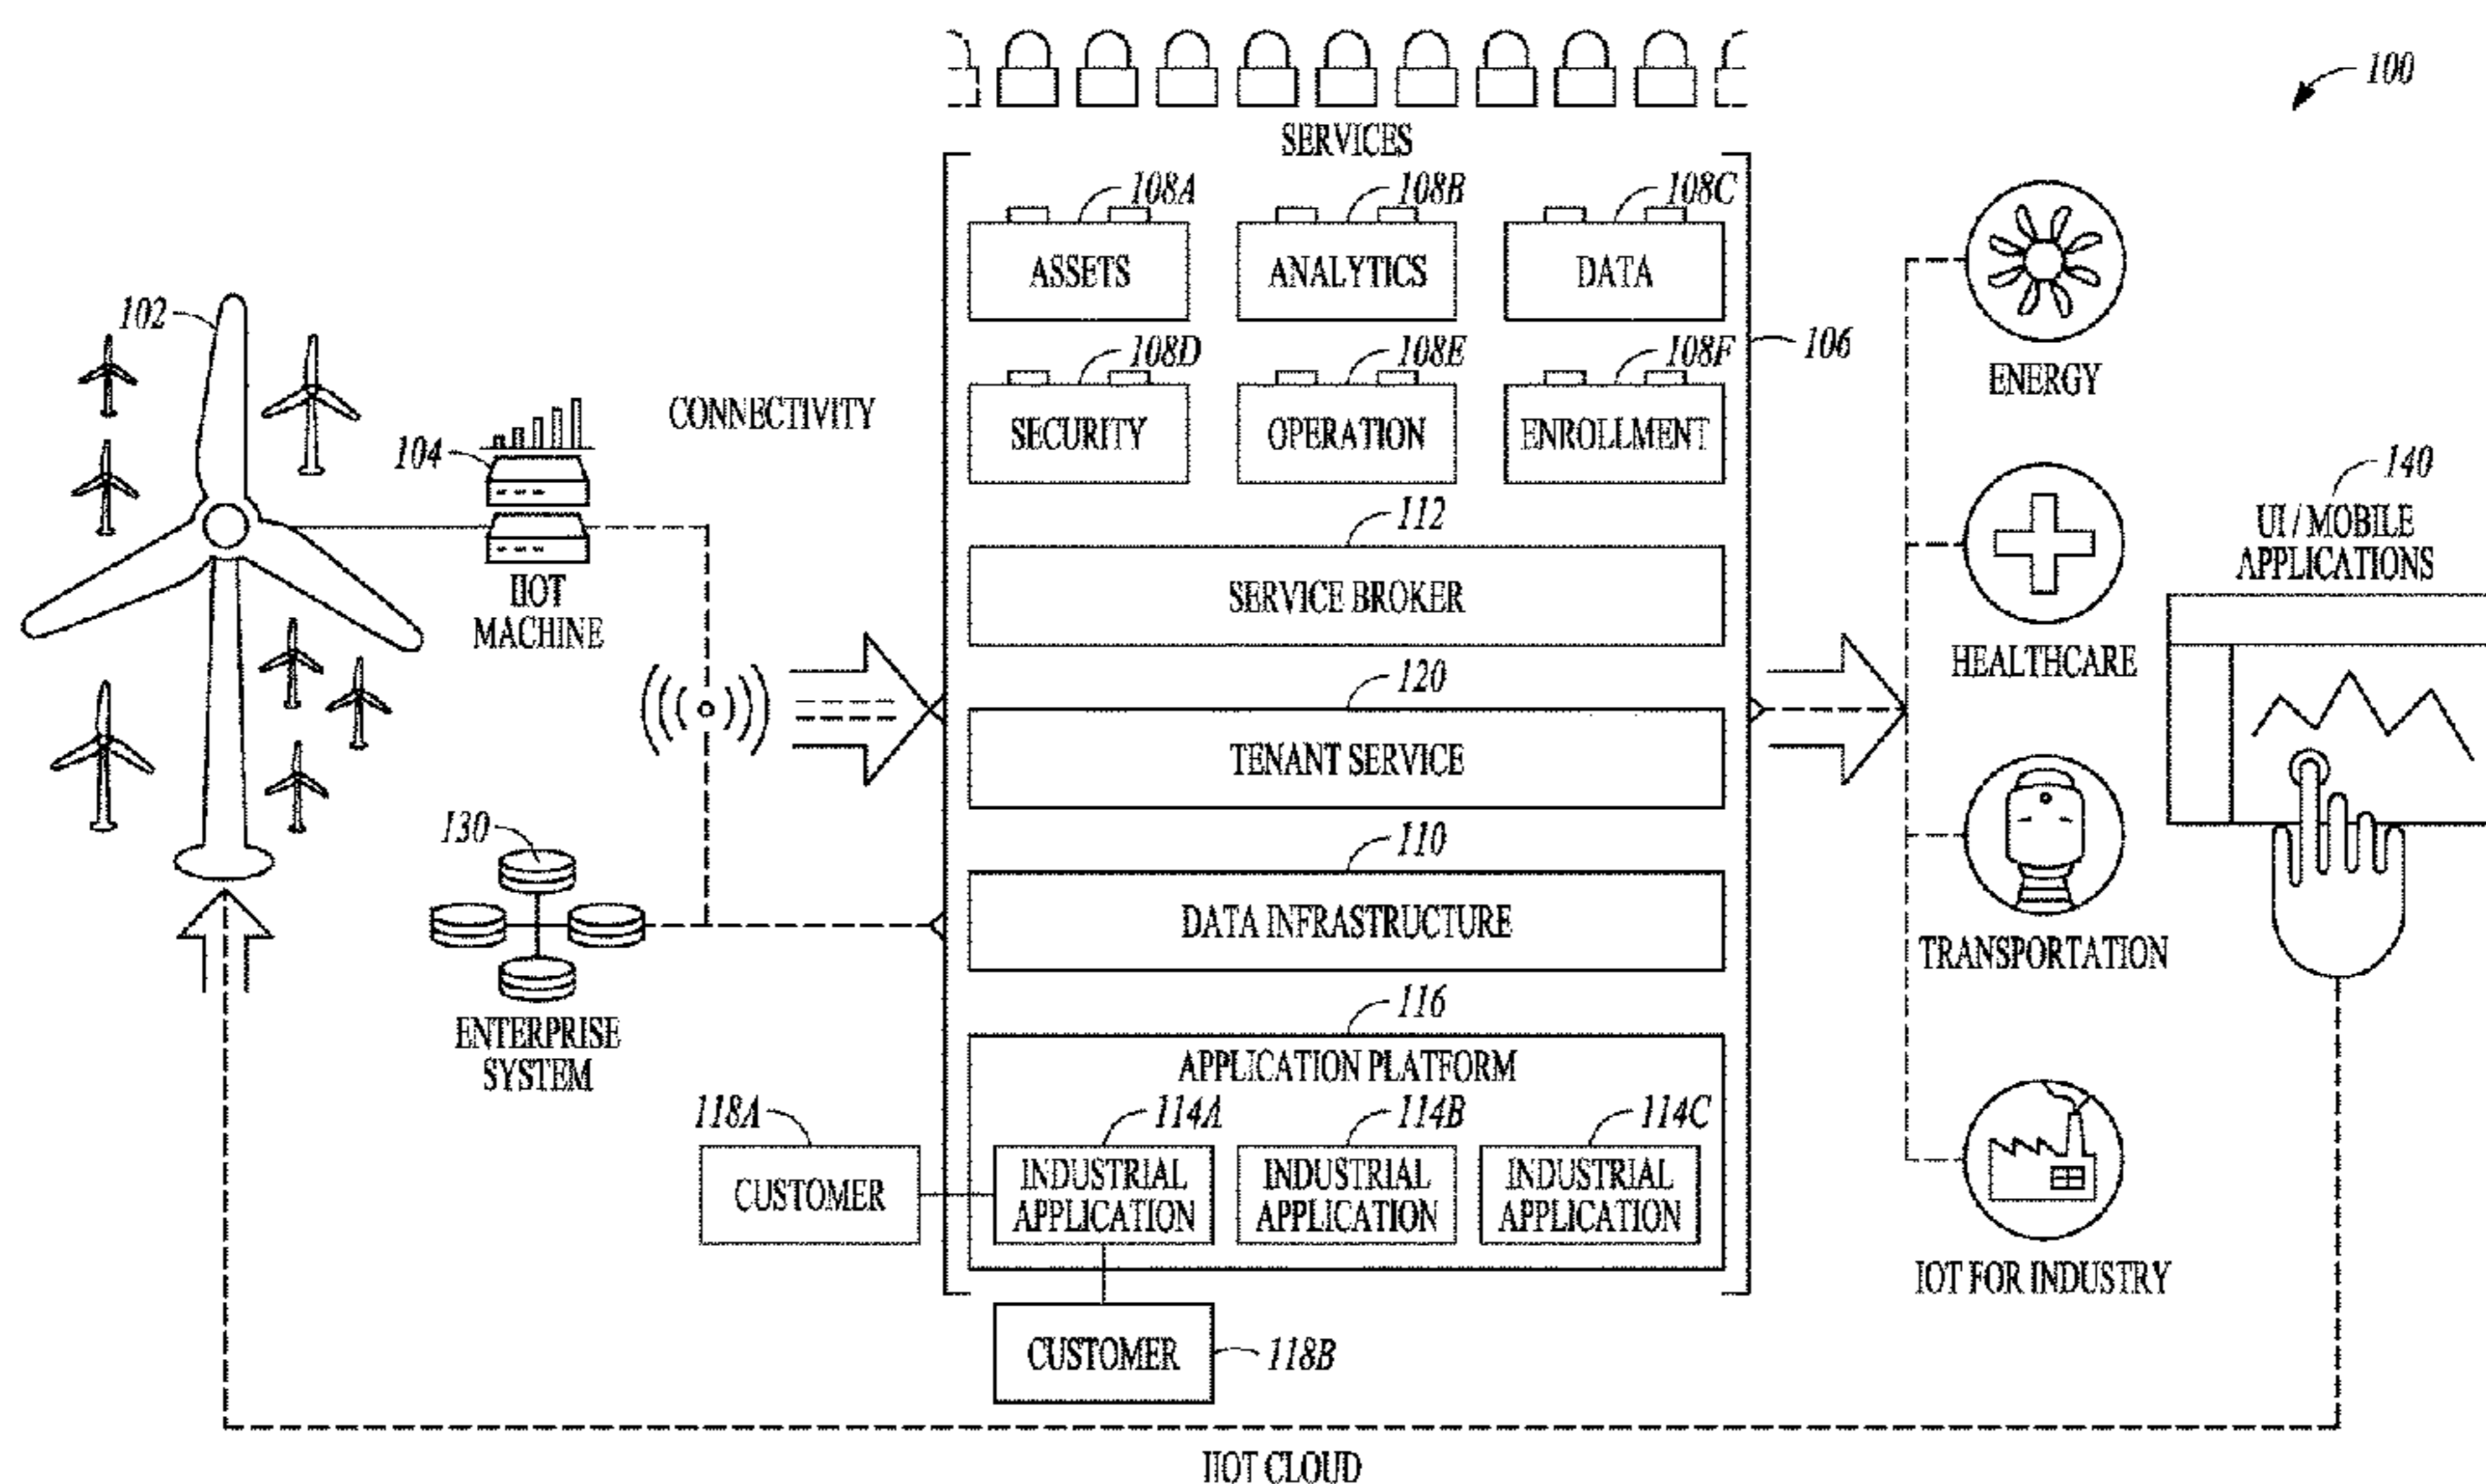 100
SERVICES
108A
108B
108C
ASSETS
ANALYTICS
DATA
102
108D
108E
108F
106
ENERGY
CONNECTIVITY
SECURITY
OPERATION
ENROLLMENT
104
140
UI / MOBILE
APPLICATIONS
112
IIOT
MACHINE
SERVICE BROKER
HEALTHCARE
120
TENANT SERVICE
130
110
DATA INFRASTRUCTURE
TRANSPORTATION
116
ENTERPRISE
SYSTEM
APPLICATION PLATFORM
118A
114A
114B
114C
CUSTOMER
INDUSTRIAL
APPLICATION
INDUSTRIAL
APPLICATION
INDUSTRIAL
APPLICATION
IOT FOR INDUSTRY
CUSTOMER
118B
IIOT CLOUD